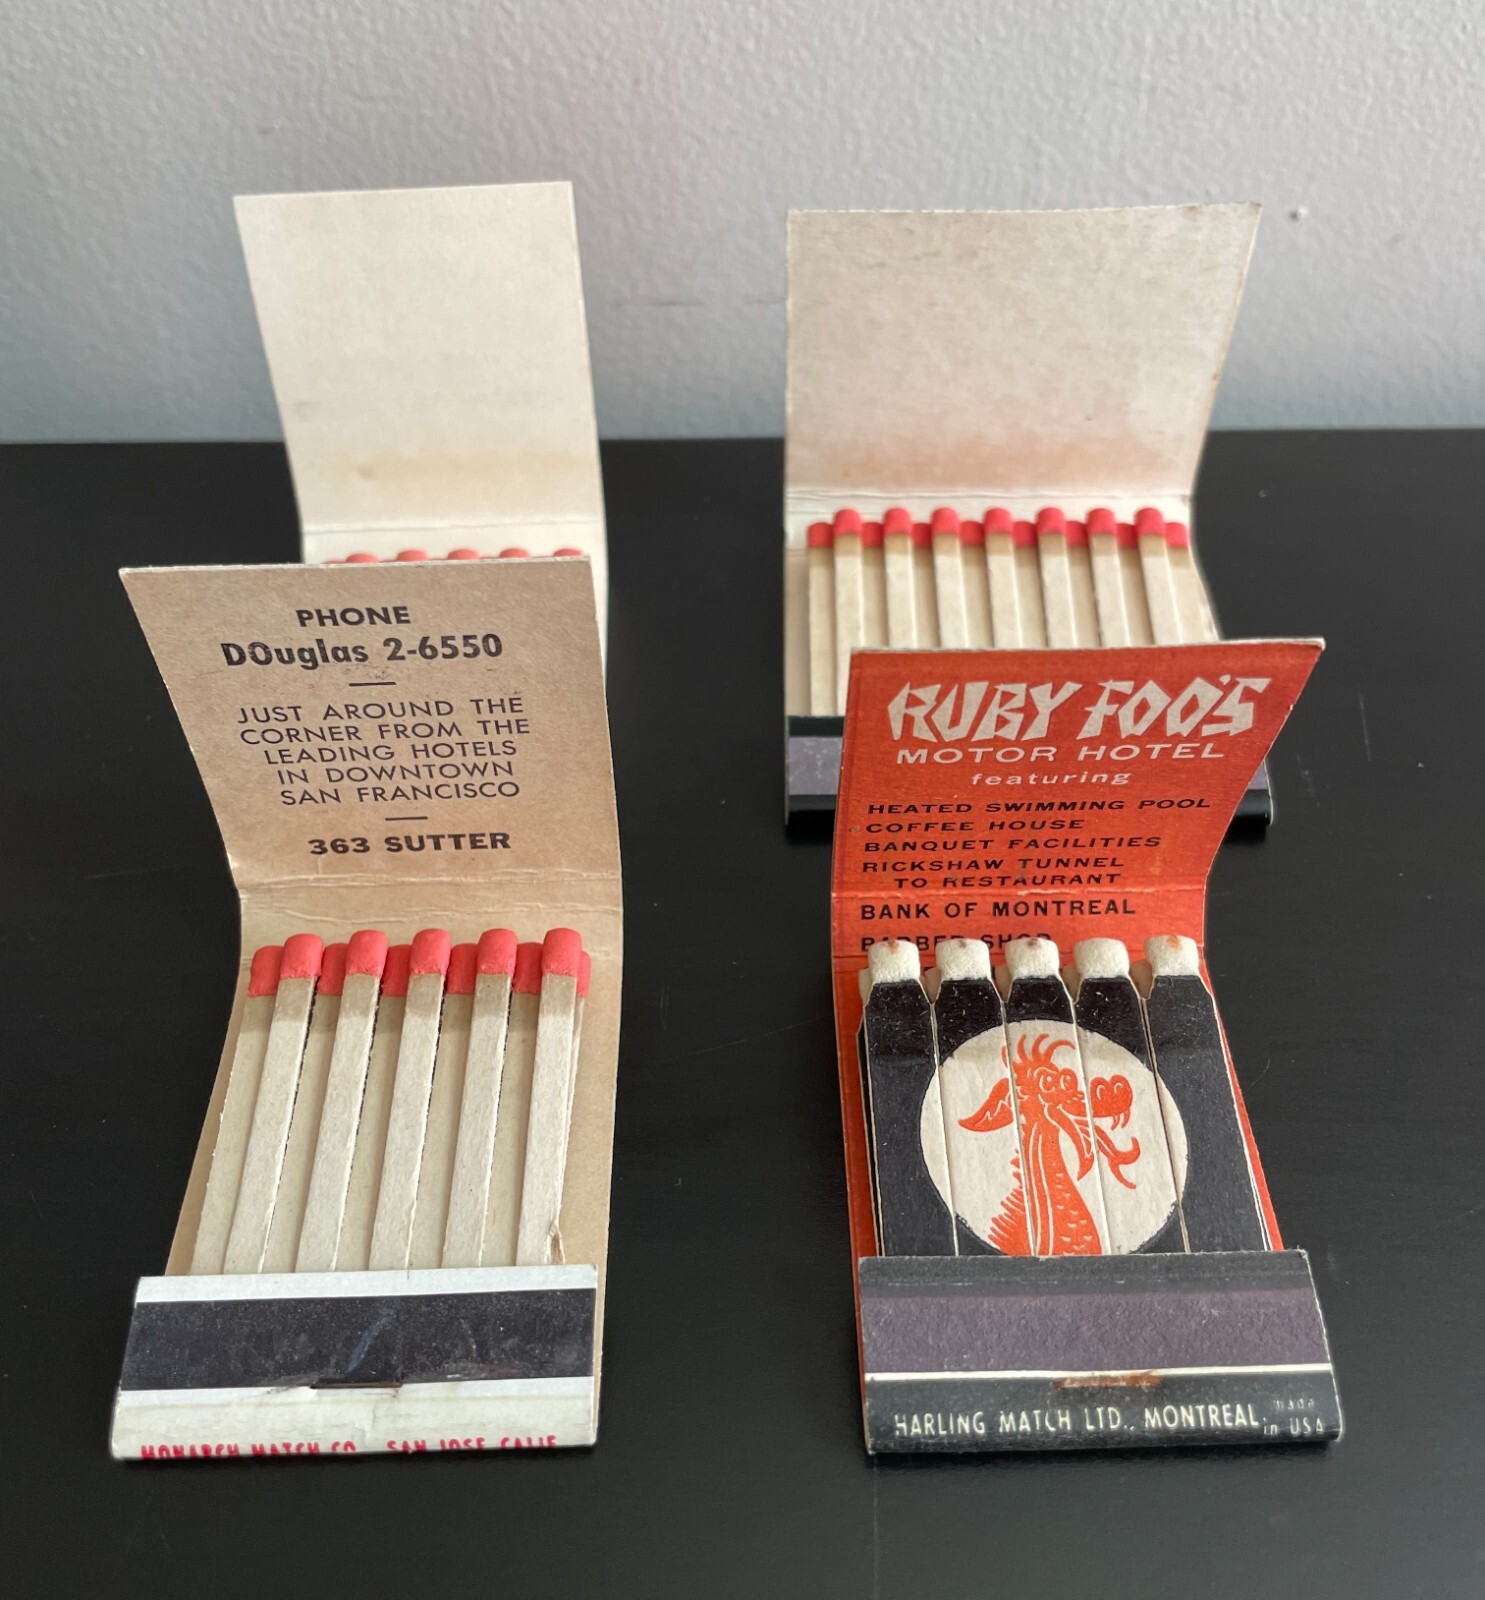 PHONE
DOuglas 2-6550
JUST AROUND THE
CORNER FROM THE
LEADING HOTELS
IN DOWNTOWN
SAN FRANCISCO
363 SUTTER
MONARCH MATCH CO. SAN JOSE CALIF.
RUBY FOO'S
MOTOR HOTEL
featuring
HEATED SWIMMING POOL
COFFEE HOUSE
BANQUET FACILITIES
RICKSHAW TUNNEL
TO RESTAURANT
BANK OF MONTREAL
BARBER SHOP
HARLING MATCH LTD., MONTREAL, made
in USA